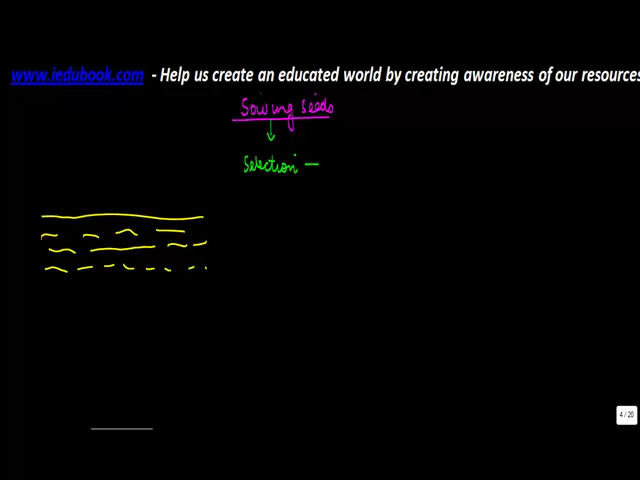 www.iedubook.com - Help us create an educated world by creating awareness of our resources
Sowing Seeds
Selection —
4 / 20